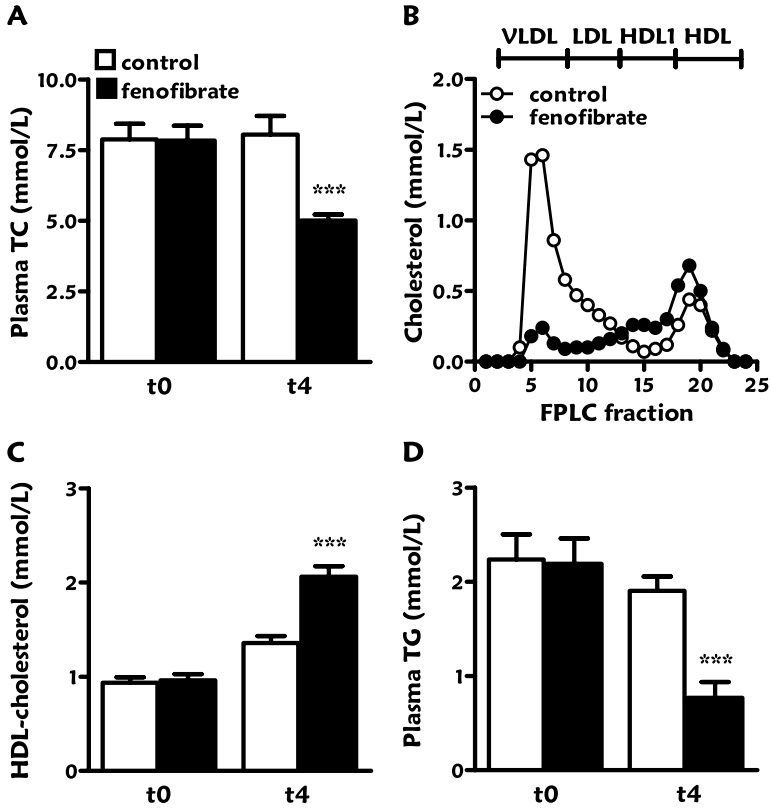 A
control
fenofibrate
Plasma TC (mmol/L)
10.0
7.5
5.0
2.5
0.0
***
t0
t4
B
VLDL LDL HDL1 HDL
control
fenofibrate
Cholesterol (mmol/L)
2.0
1.5
1.0
0.5
0.0
0 5 10 15 20 25
FPLC fraction
C
HDL-cholesterol (mmol/L)
3
2
1
0
***
t0
t4
D
Plasma TG (mmol/L)
3
2
1
0
***
t0
t4